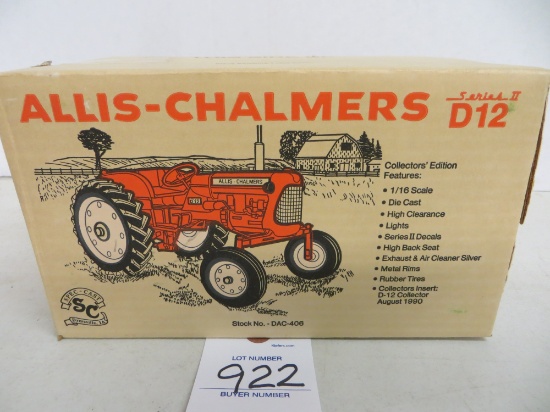 ALLIS-CHALMERS
Series II
D12
ALLIS-CHALMERS
Collectors' Edition
Features:
• 1/16 Scale
• Die Cast
• High Clearance
• Lights
• Series II Decals
• High Back Seat
• Exhaust & Air Cleaner Silver
• Metal Rims
• Rubber Tires
• Collectors Insert:
D-12 Collector
August 1990
SPEC-CAST
SC
Stock No. - DAC-406
LOT NUMBER
922
BUYER NUMBER